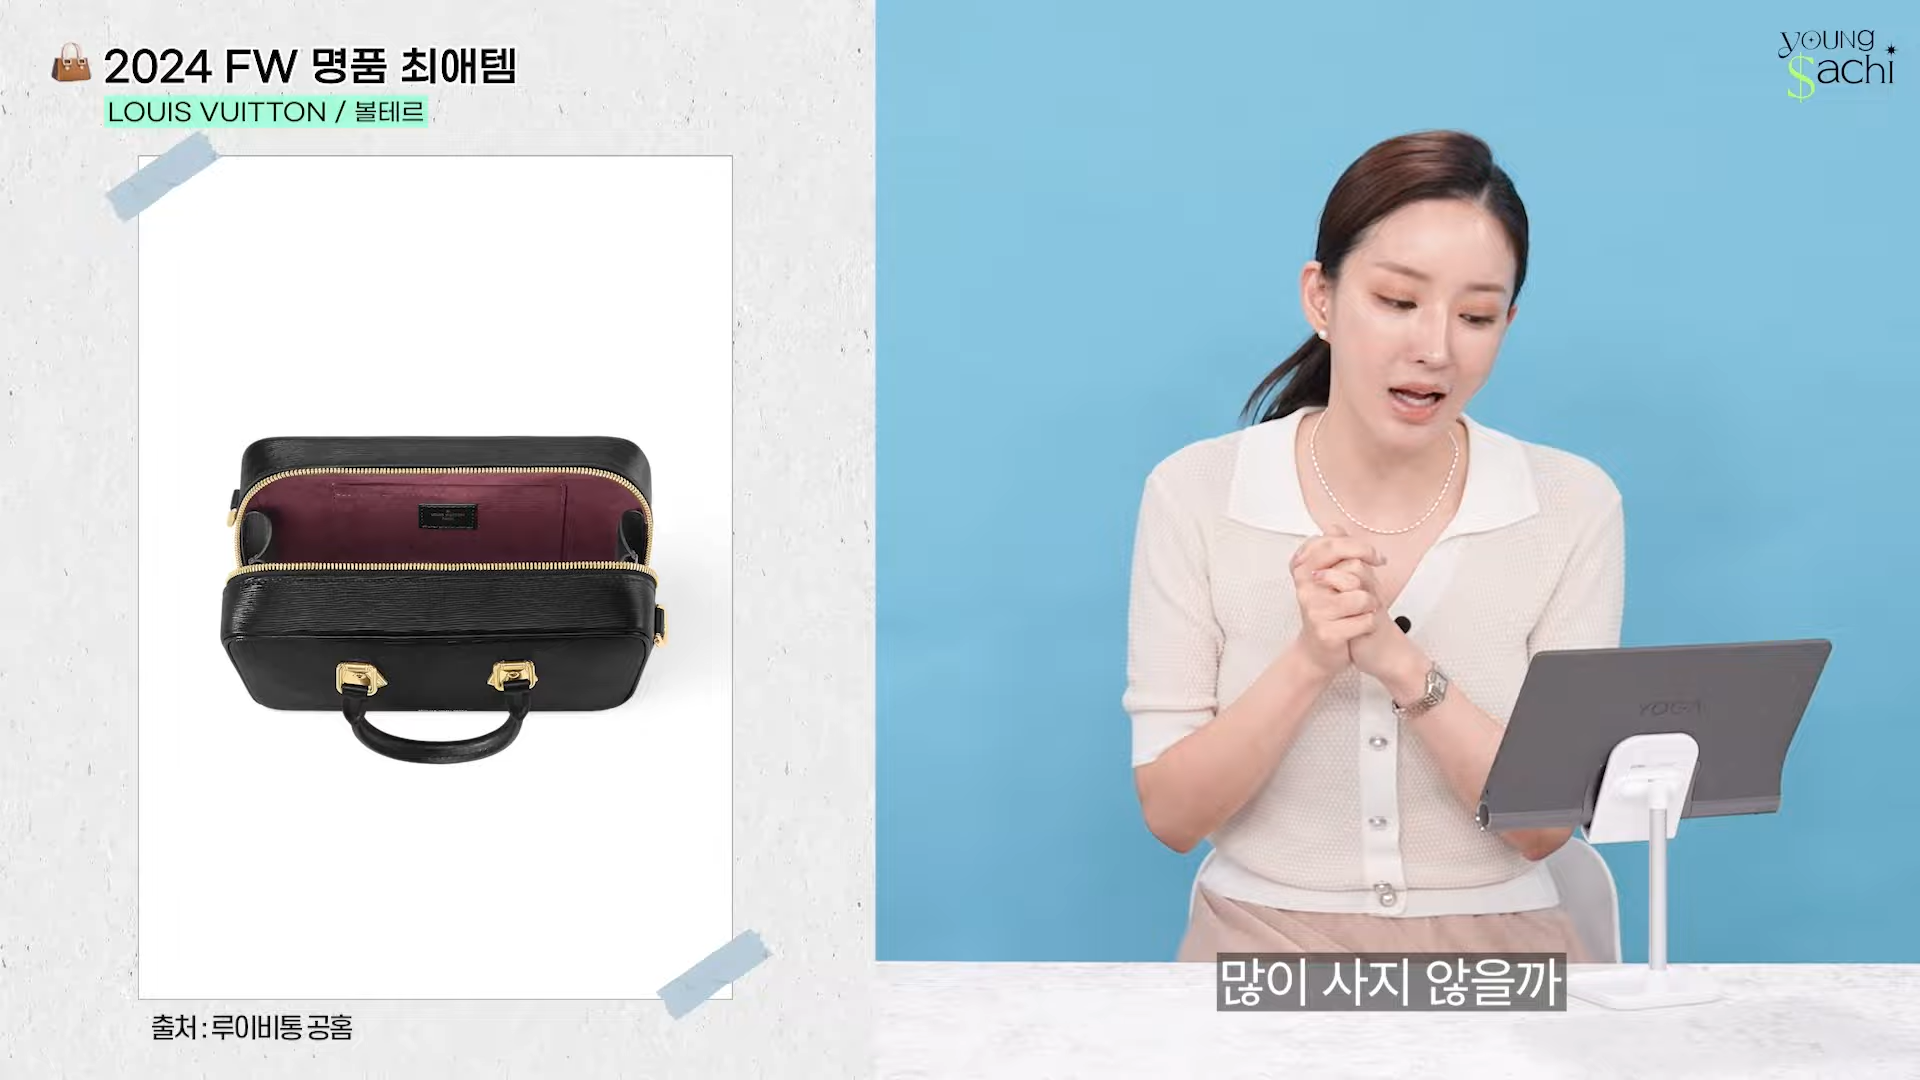 2024 FW 명품 최애템
LOUIS VUITTON / 볼테르
young
$achi
YOGA
많이 사지 않을까
출처 : 루이비통 공홈